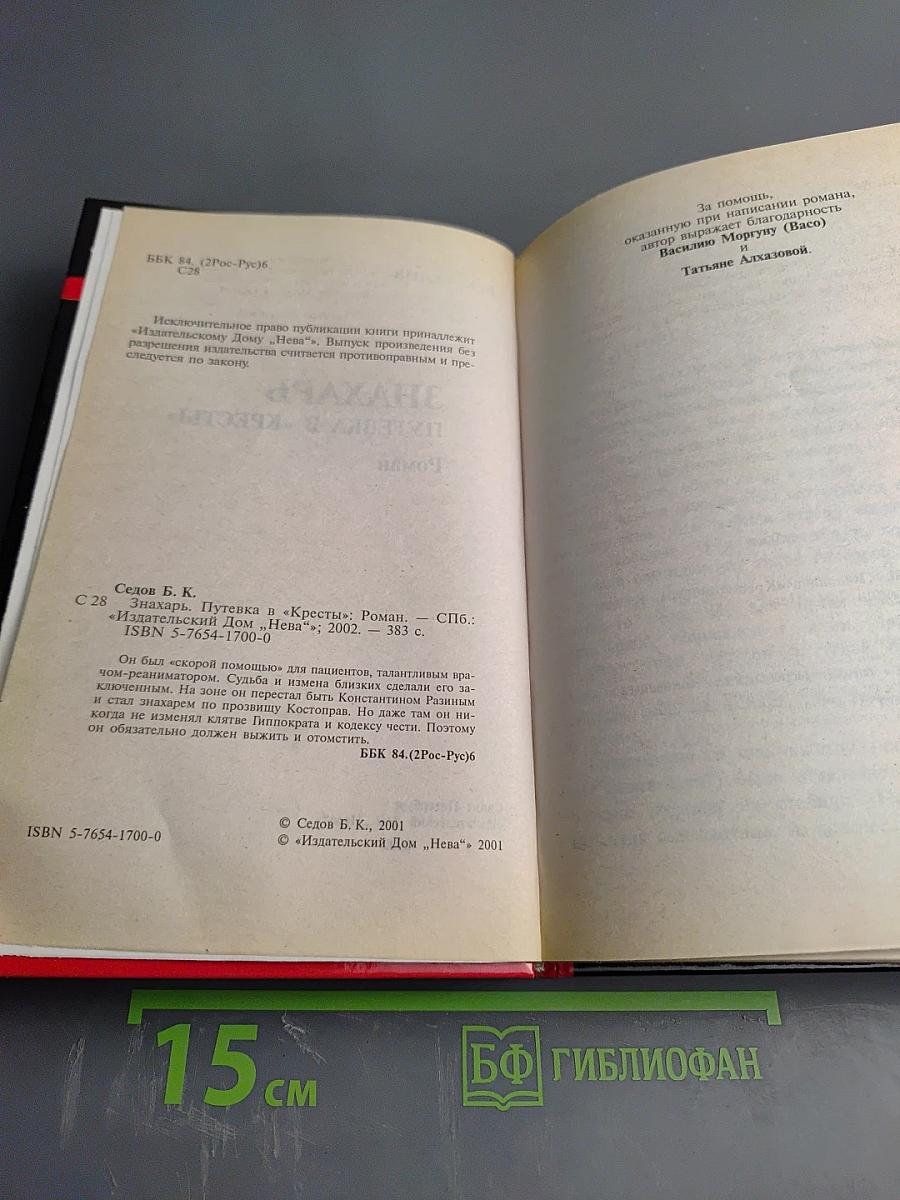 ББК 84. (2Рос-Рус)6
С28
Исключительное право публикации книги приналлежит
«Издательскому Дому „Нева“». Выпуск произведения без
разрешения издательства считается противоправным и пре-
следуется по закону.
ЗНАХАРЬ
ПУТЕВКА В «КРЕСТЫ»
Роман
Седов Б. К.
С 28 Знахарь. Путевка в «Кресты»: Роман. — СПб.:
«Издательский Дом „Нева“»; 2002. — 383 с.
ISBN 5-7654-1700-0
Он был «скорой помощью» для пациентов, талантливым вра-
чом-реаниматором. Судьба и измена близких сделали его за-
ключенным. На зоне он перестал быть Константином Разиным
и стал знахарем по прозвищу Костоправ. Но даже там он ни-
когда не изменял клятве Гиппократа и кодексу чести. Поэтому
он обязательно должен выжить и отомстить.
ББК 84.(2Рос-Рус)6
ISBN 5-7654-1700-0
© Седов Б. К., 2001
© «Издательский Дом „Нева“» 2001
За помощь,
оказанную при написании романа,
автор выражает благодарность
Василию Моргуну (Васо)
и
Татьяне Алхазовой.
15 см
БФ ГИБЛИОФАН